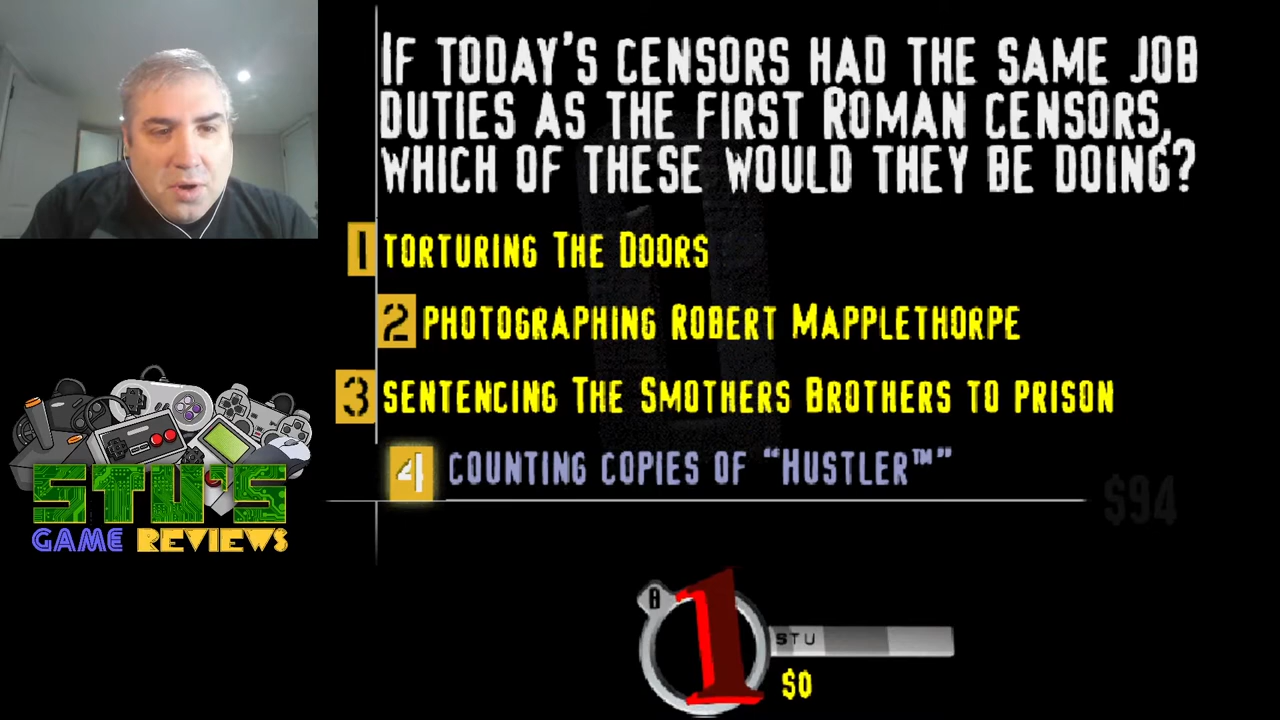 IF TODAY'S CENSORS HAD THE SAME JOB
DUTIES AS THE FIRST ROMAN CENSORS,
WHICH OF THESE WOULD THEY BE DOING?
1 TORTURING THE DOORS
2 PHOTOGRAPHING ROBERT MAPPLETHORPE
3 SENTENCING THE SMOTHERS BROTHERS TO PRISON
4 COUNTING COPIES OF “HUSTLER™”
$94
STU'S
GAME REVIEWS
1
STU
$0